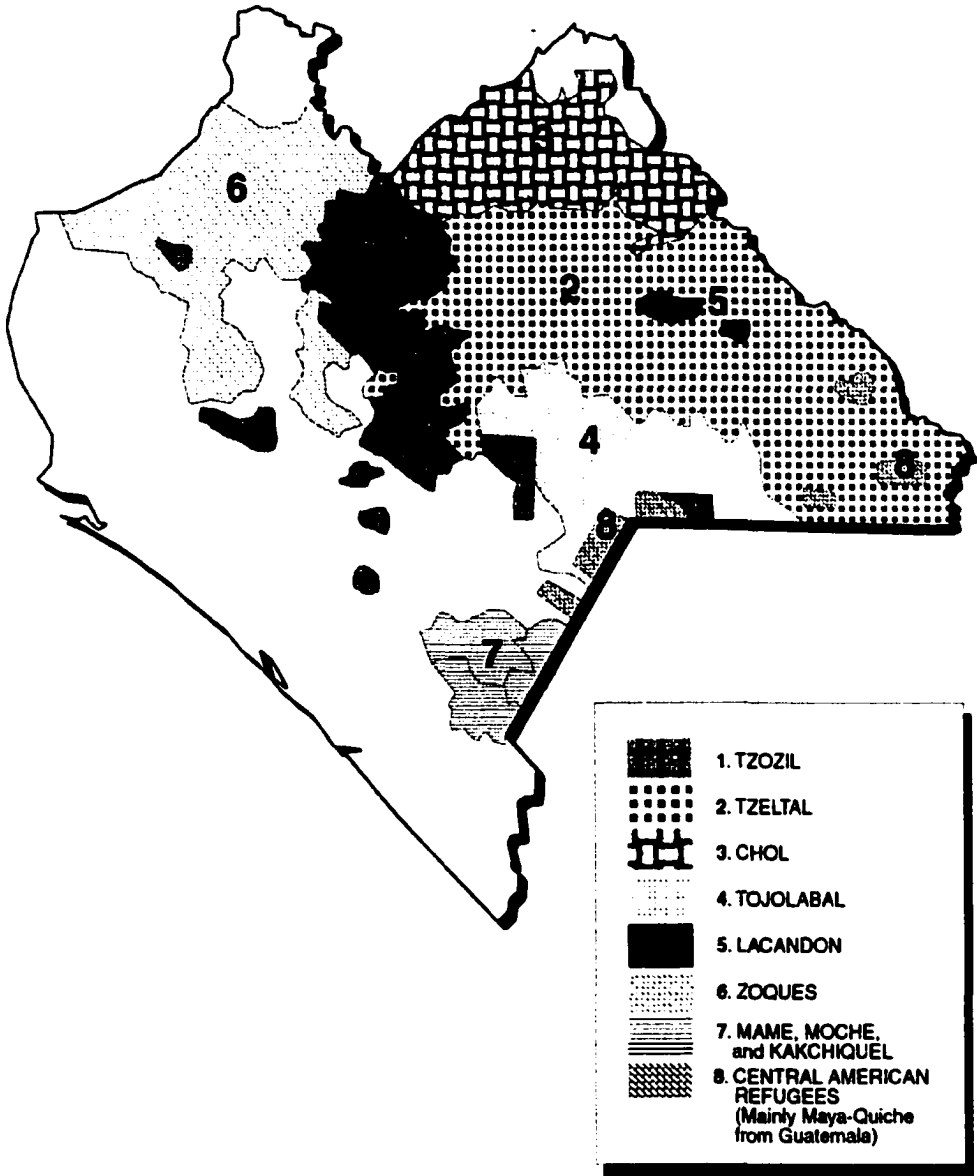 6
3
2
5
4
8
8
7
1. TZOZIL
2. TZELTAL
3. CHOL
4. TOJOLABAL
5. LACANDON
6. ZOQUES
7. MAME, MOCHE,
and KAKCHIQUEL
8. CENTRAL AMERICAN
REFUGEES
(Mainly Maya-Quiche
from Guatemala)